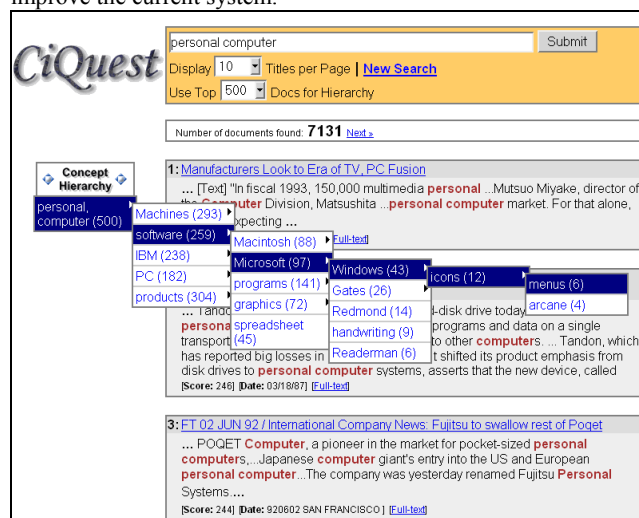 improve the current system.
CiQuest
personal computer
Submit
Display 10 Titles per Page | New Search
Use Top 500 Docs for Hierarchy
Number of documents found: 7131 Next »
Concept
Hierarchy
personal,
computer (500)
Machines (293)
software (259)
IBM (238)
PC (182)
products (304)
Macintosh (88)
Microsoft (97)
programs (141)
graphics (72)
spreadsheet
(45)
Windows (43)
Gates (26)
Redmond (14)
handwriting (9)
Readerman (6)
icons (12)
menus (6)
arcane (4)
1: Manufacturers Look to Era of TV, PC Fusion
... [Text] "In fiscal 1993, 150,000 multimedia personal ...Mutsuo Miyake, director of
the Computer Division, Matsushita ...personal computer market. For that alone,
xpecting ...
Full-text]
... Tando
-disk drive today
persona
programs and data on a single
transport
to other computers. ... Tandon, which
has reported big losses in
t shifted its product emphasis from
disk drives to personal computer systems, asserts that the new device, called
[Score: 246] [Date: 03/18/87] [Full-text]
3: FT 02 JUN 92 / International Company News: Fujitsu to swallow rest of Poqet
... POQET Computer, a pioneer in the market for pocket-sized personal
computers,...Japanese computer giant's entry into the US and European
personal computer...The company was yesterday renamed Fujitsu Personal
Systems....
[Score: 244] [Date: 920602 SAN FRANCISCO ] [Full-text]